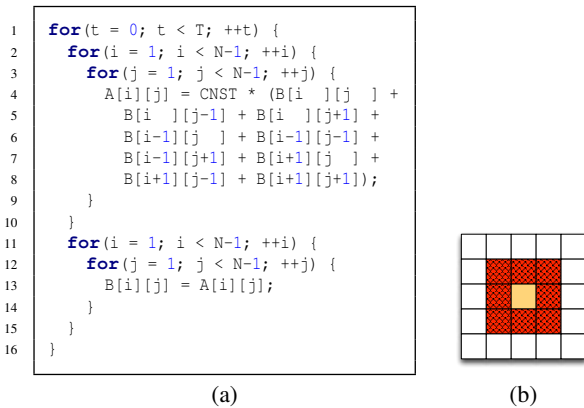 1 for(t = 0; t < T; ++t) {
2 for(i = 1; i < N-1; ++i) {
3 for(j = 1; j < N-1; ++j) {
4 A[i][j] = CNST * (B[i ][j ] +
5 B[i ][j-1] + B[i ][j+1] +
6 B[i-1][j ] + B[i-1][j-1] +
7 B[i-1][j+1] + B[i+1][j ] +
8 B[i+1][j-1] + B[i+1][j+1]);
9 }
10 }
11 for(i = 1; i < N-1; ++i) {
12 for(j = 1; j < N-1; ++j) {
13 B[i][j] = A[i][j];
14 }
15 }
16 }
(a) (b)